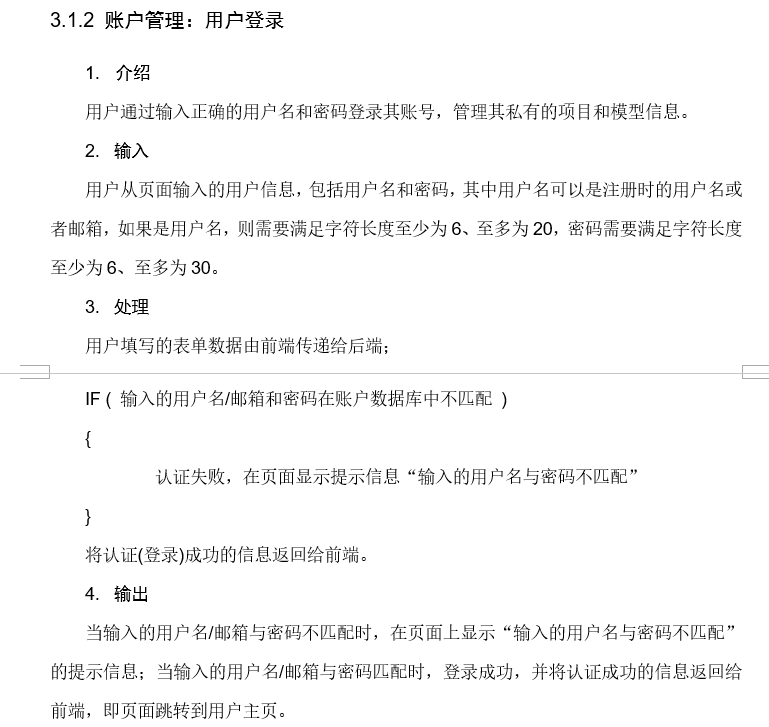 3.1.2 账户管理：用户登录
1. 介绍
用户通过输入正确的用户名和密码登录其账号，管理其私有的项目和模型信息。
2. 输入
用户从页面输入的用户信息，包括用户名和密码，其中用户名可以是注册时的用户名或
者邮箱，如果是用户名，则需要满足字符长度至少为 6、至多为 20，密码需要满足字符长度
至少为 6、至多为 30。
3. 处理
用户填写的表单数据由前端传递给后端；
IF ( 输入的用户名/邮箱和密码在账户数据库中不匹配 )
{
认证失败，在页面显示提示信息“输入的用户名与密码不匹配”
}
将认证(登录)成功的信息返回给前端。
4. 输出
当输入的用户名/邮箱与密码不匹配时，在页面上显示“输入的用户名与密码不匹配”
的提示信息；当输入的用户名/邮箱与密码匹配时，登录成功，并将认证成功的信息返回给
前端，即页面跳转到用户主页。